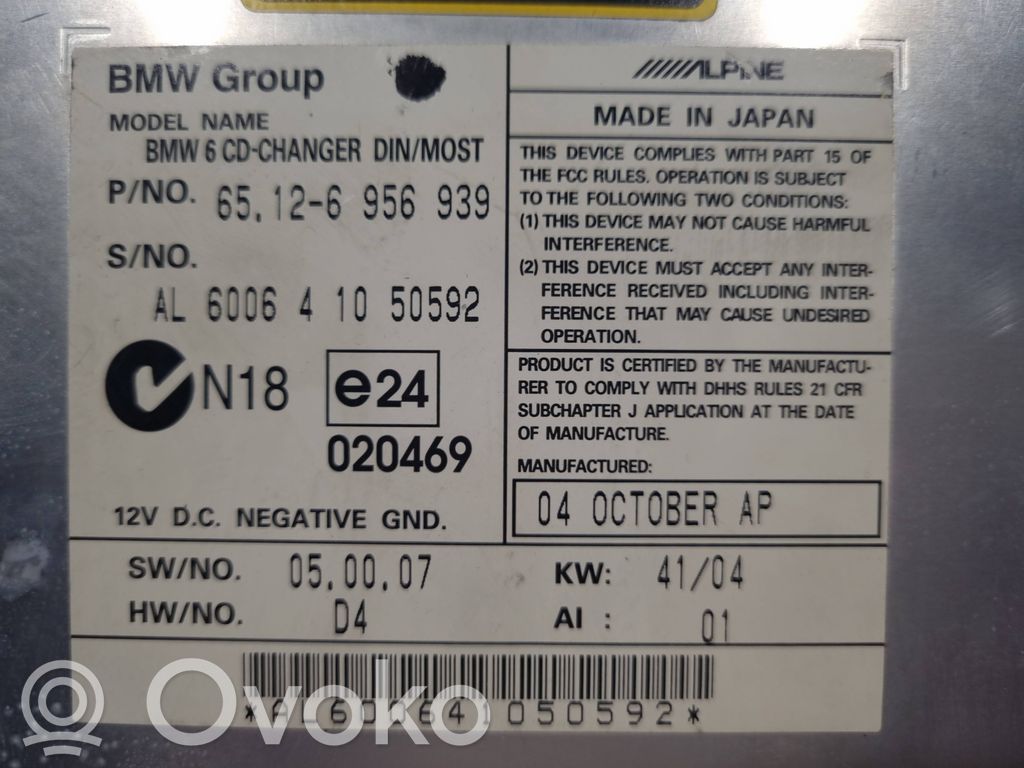 BMW Group
MODEL NAME
BMW 6 CD-CHANGER DIN/MOST
P/NO. 65.12-6 956 939
S/NO.
AL 6006 4 10 50592
N18
e24
020469
12V D.C. NEGATIVE GND.
ALPINE
MADE IN JAPAN
THIS DEVICE COMPLIES WITH PART 15 OF
THE FCC RULES. OPERATION IS SUBJECT
TO THE FOLLOWING TWO CONDITIONS:
(1) THIS DEVICE MAY NOT CAUSE HARMFUL
INTERFERENCE.
(2) THIS DEVICE MUST ACCEPT ANY INTER-
FERENCE RECEIVED INCLUDING INTER-
FERENCE THAT MAY CAUSE UNDESIRED
OPERATION.
PRODUCT IS CERTIFIED BY THE MANUFACTU-
RER TO COMPLY WITH DHHS RULES 21 CFR
SUBCHAPTER J APPLICATION AT THE DATE
OF MANUFACTURE.
MANUFACTURED:
04 OCTOBER AP
SW/NO. 05.00.07 KW: 41/04
HW/NO. D4 AI : 01
*AL600641050592*
Ovoko